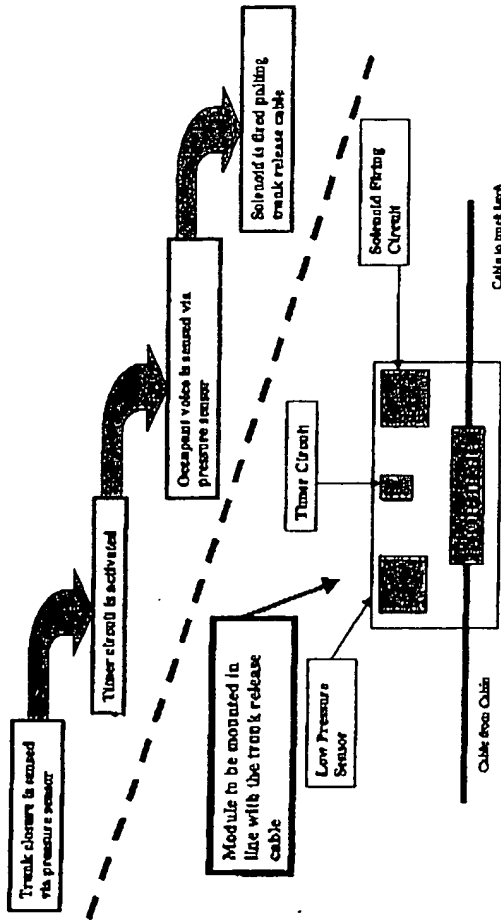 Trunk closure is sensed
via pressure sensor
Timer circuit is activated
Occupant voice is sensed via
pressure sensor
Solenoid is fired pulling
trunk release cable
Module to be mounted in
line with the trunk release
cable
Low Pressure
Sensor
Timer Circuit
Solenoid Firing
Circuit
Cable from Cabin
Cable to trunk latch